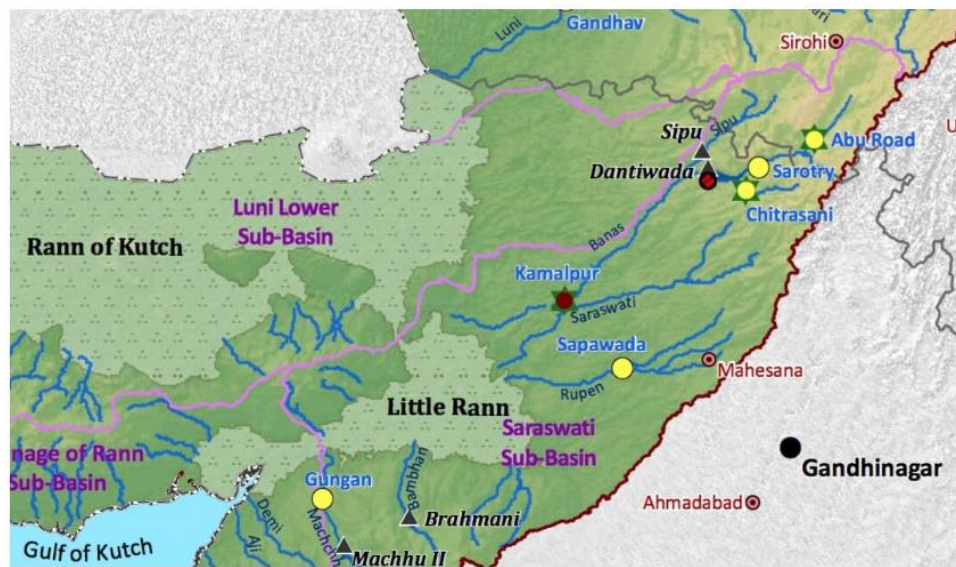 Luni
Gandhav
Sirohi
Sipu
Sipu
Abu Road
Dantiwada
Sarotry
Chitrasani
Luni Lower
Sub-Basin
Rann of Kutch
Banas
Kamalpur
Saraswati
Sapawada
Mahesana
Rupen
Little Rann
Saraswati
Sub-Basin
nage of Rann
Sub-Basin
Gandhinagar
Gungan
Bambhan
Demi
Aji
Machchh
Brahmani
Ahmadabad
Gulf of Kutch
Machhu II